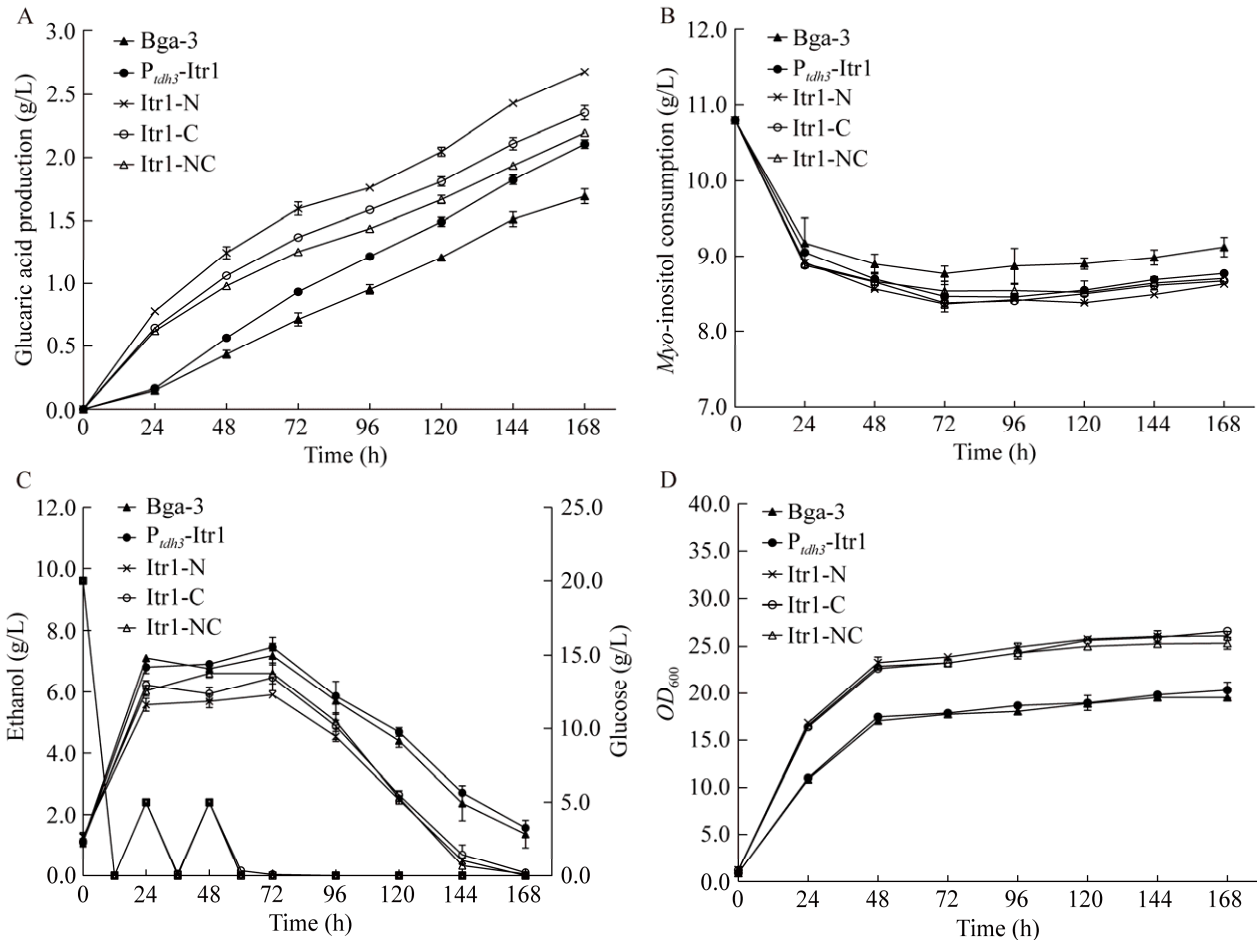 A
Glucaric acid production (g/L)
3.0
2.5
2.0
1.5
1.0
0.5
0.0
Bga-3
P_tdh3-Itr1
Itr1-N
Itr1-C
Itr1-NC
0 24 48 72 96 120 144 168
Time (h)
B
Myo-inositol consumption (g/L)
12.0
11.0
10.0
9.0
8.0
7.0
Bga-3
P_tdh3-Itr1
Itr1-N
Itr1-C
Itr1-NC
0 24 48 72 96 120 144 168
Time (h)
C
Ethanol (g/L)
12.0
10.0
8.0
6.0
4.0
2.0
0.0
Bga-3
P_tdh3-Itr1
Itr1-N
Itr1-C
Itr1-NC
25.0
20.0
15.0
10.0
5.0
0.0
Glucose (g/L)
0 24 48 72 96 120 144 168
Time (h)
D
OD600
40.0
35.0
30.0
25.0
20.0
15.0
10.0
5.0
0.0
Bga-3
P_tdh3-Itr1
Itr1-N
Itr1-C
Itr1-NC
0 24 48 72 96 120 144 168
Time (h)